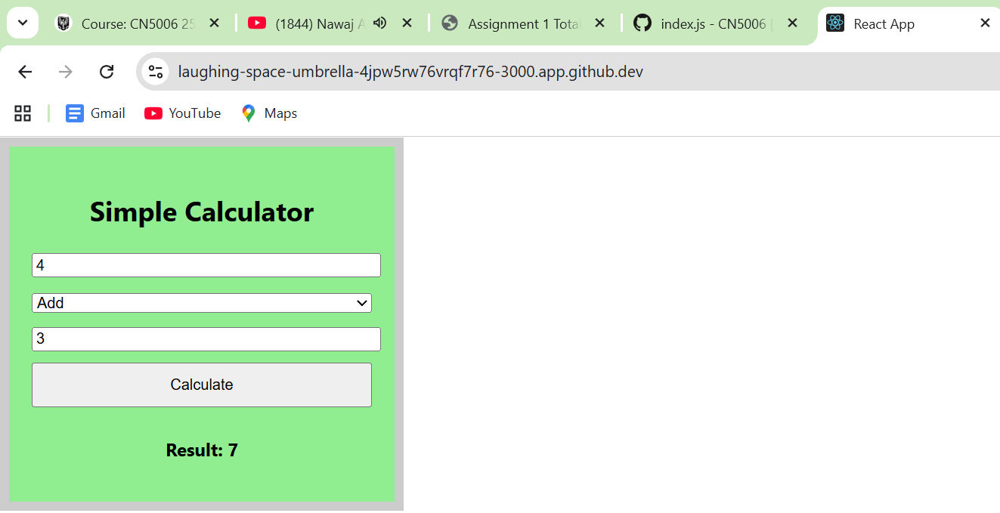 Course: CN5006 25
(1844) Nawaj A
Assignment 1 Tota
index.js - CN5006 [
React App
laughing-space-umbrella-4jpw5rw76vrqf7r76-3000.app.github.dev
Gmail
YouTube
Maps
Simple Calculator
4
Add
3
Calculate
Result: 7